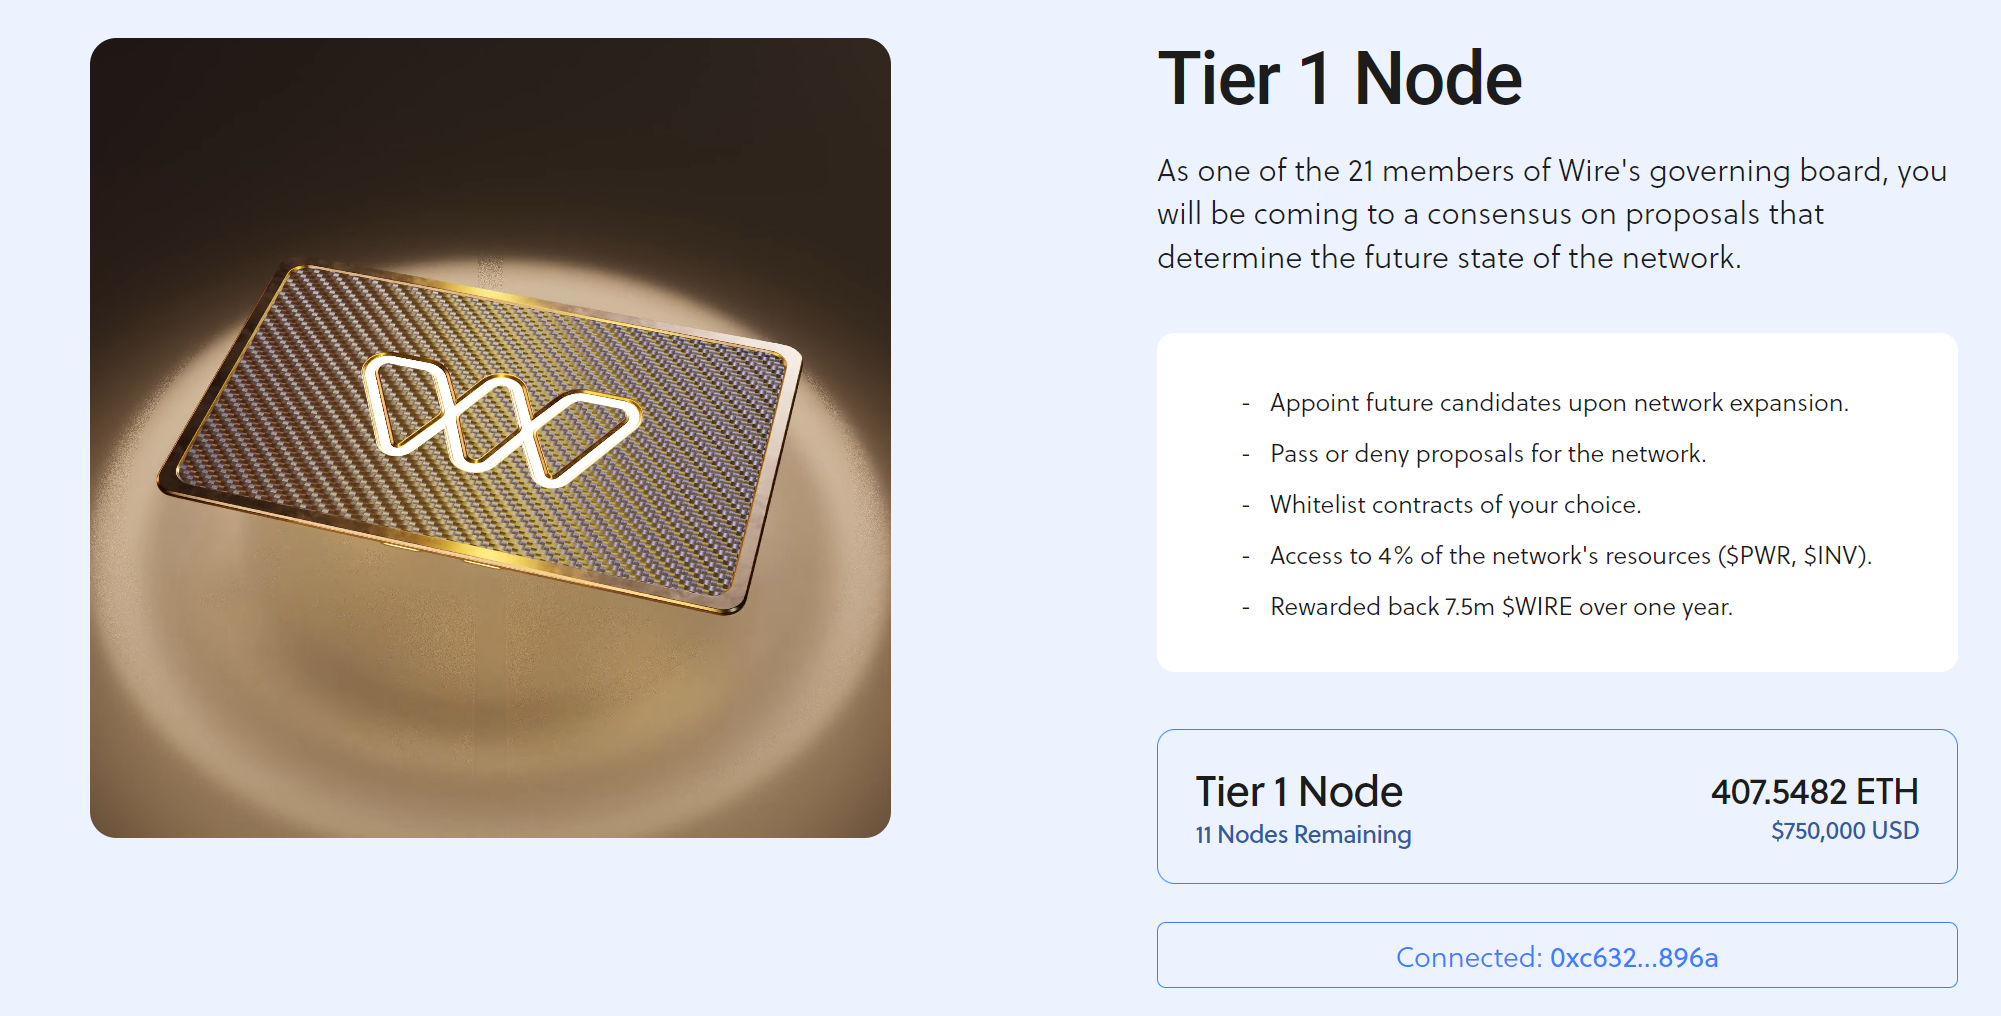 Tier 1 Node
As one of the 21 members of Wire's governing board, you
will be coming to a consensus on proposals that
determine the future state of the network.
- Appoint future candidates upon network expansion.
- Pass or deny proposals for the network.
- Whitelist contracts of your choice.
- Access to 4% of the network's resources ($PWR, $INV).
- Rewarded back 7.5m $WIRE over one year.
Tier 1 Node
407.5482 ETH
11 Nodes Remaining
$750,000 USD
Connected: 0xc632...896a